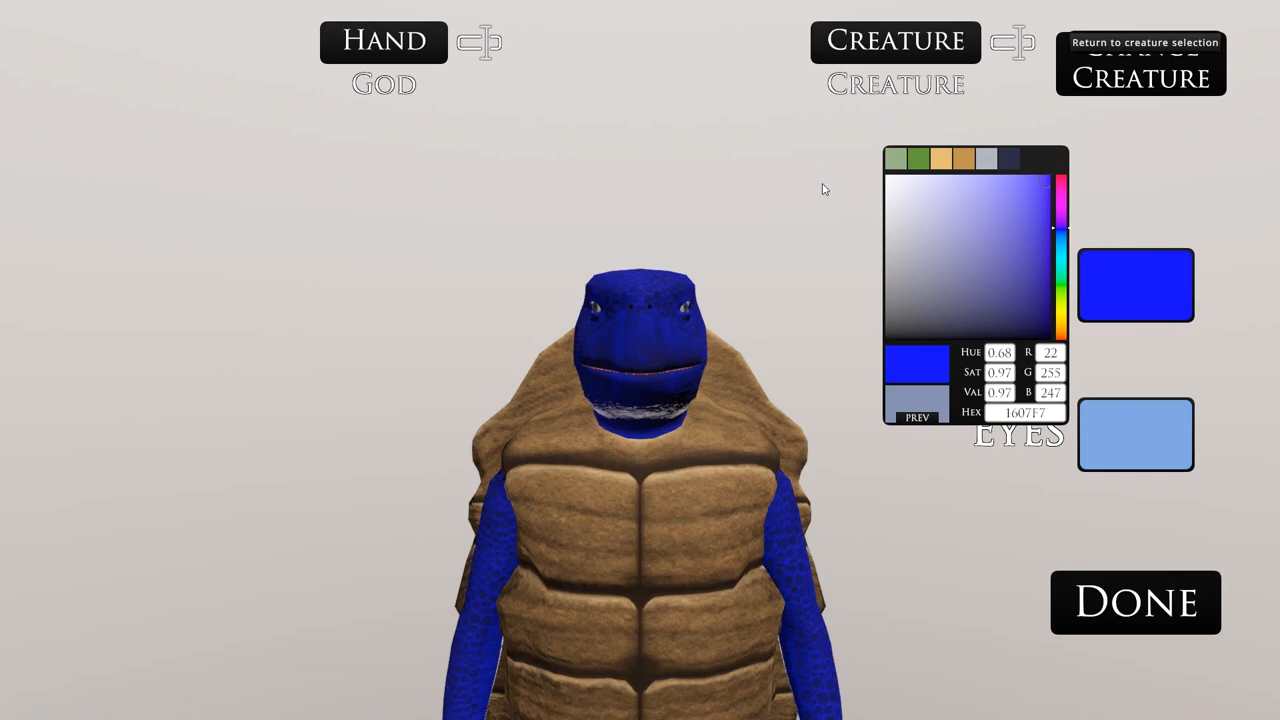 HAND
GOD
CREATURE
CREATURE
Return to creature selection
CHANGE
CREATURE
HUE 0.68 R 22
SAT 0.97 G 255
VAL 0.97 B 247
HEX 1607F7
PREV
EYES
DONE